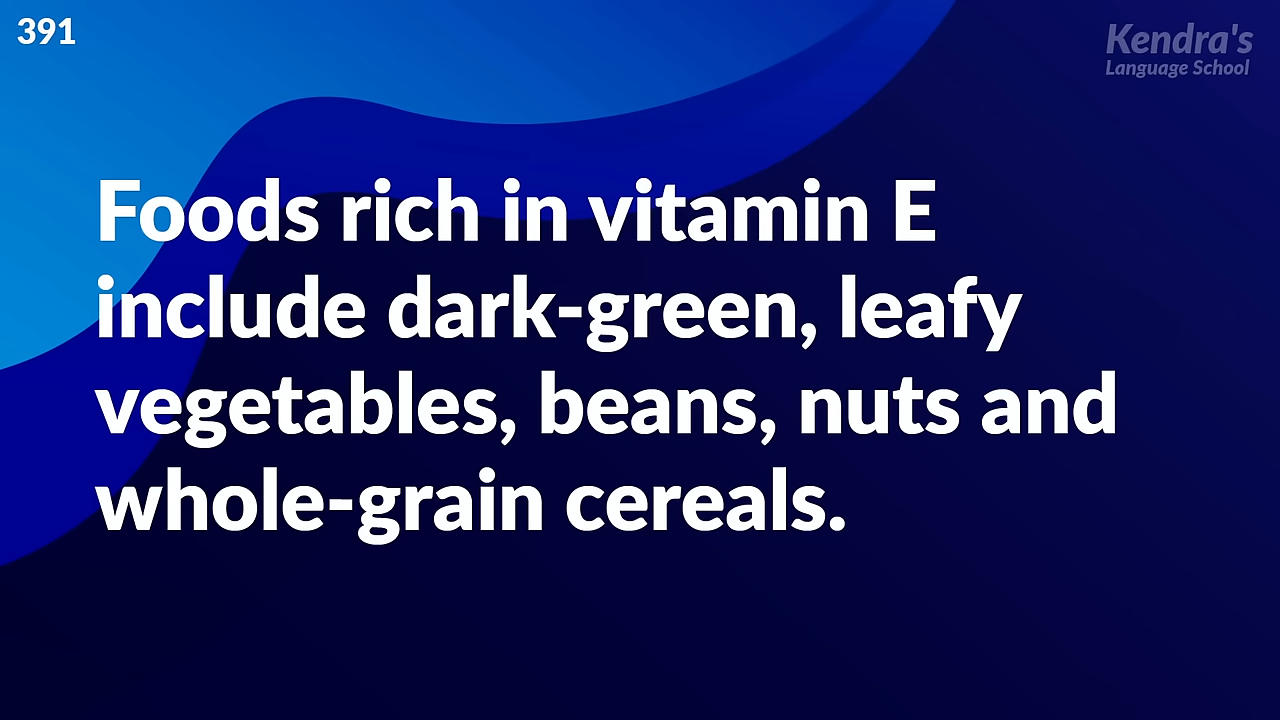 391
Kendra's
Language School
Foods rich in vitamin E
include dark-green, leafy
vegetables, beans, nuts and
whole-grain cereals.